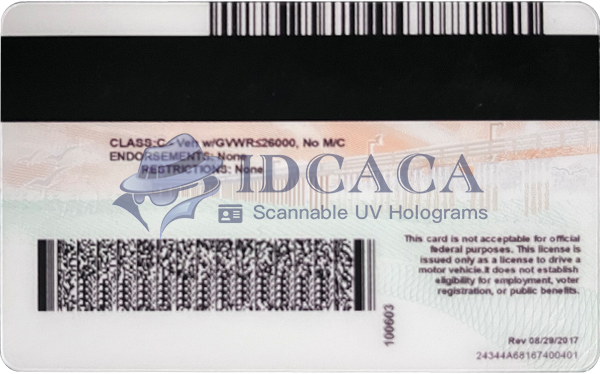 CLASS:C - Veh w/GVWR≤26000, No M/C
ENDORSEMENTS: None
RESTRICTIONS: None
IDCACA
Scannable UV Holograms
This card is not acceptable for official
federal purposes. This license is
issued only as a license to drive a
motor vehicle.It does not establish
eligibility for employment, voter
registration, or public benefits.
100603
Rev 08/29/2017
24344A68167400401